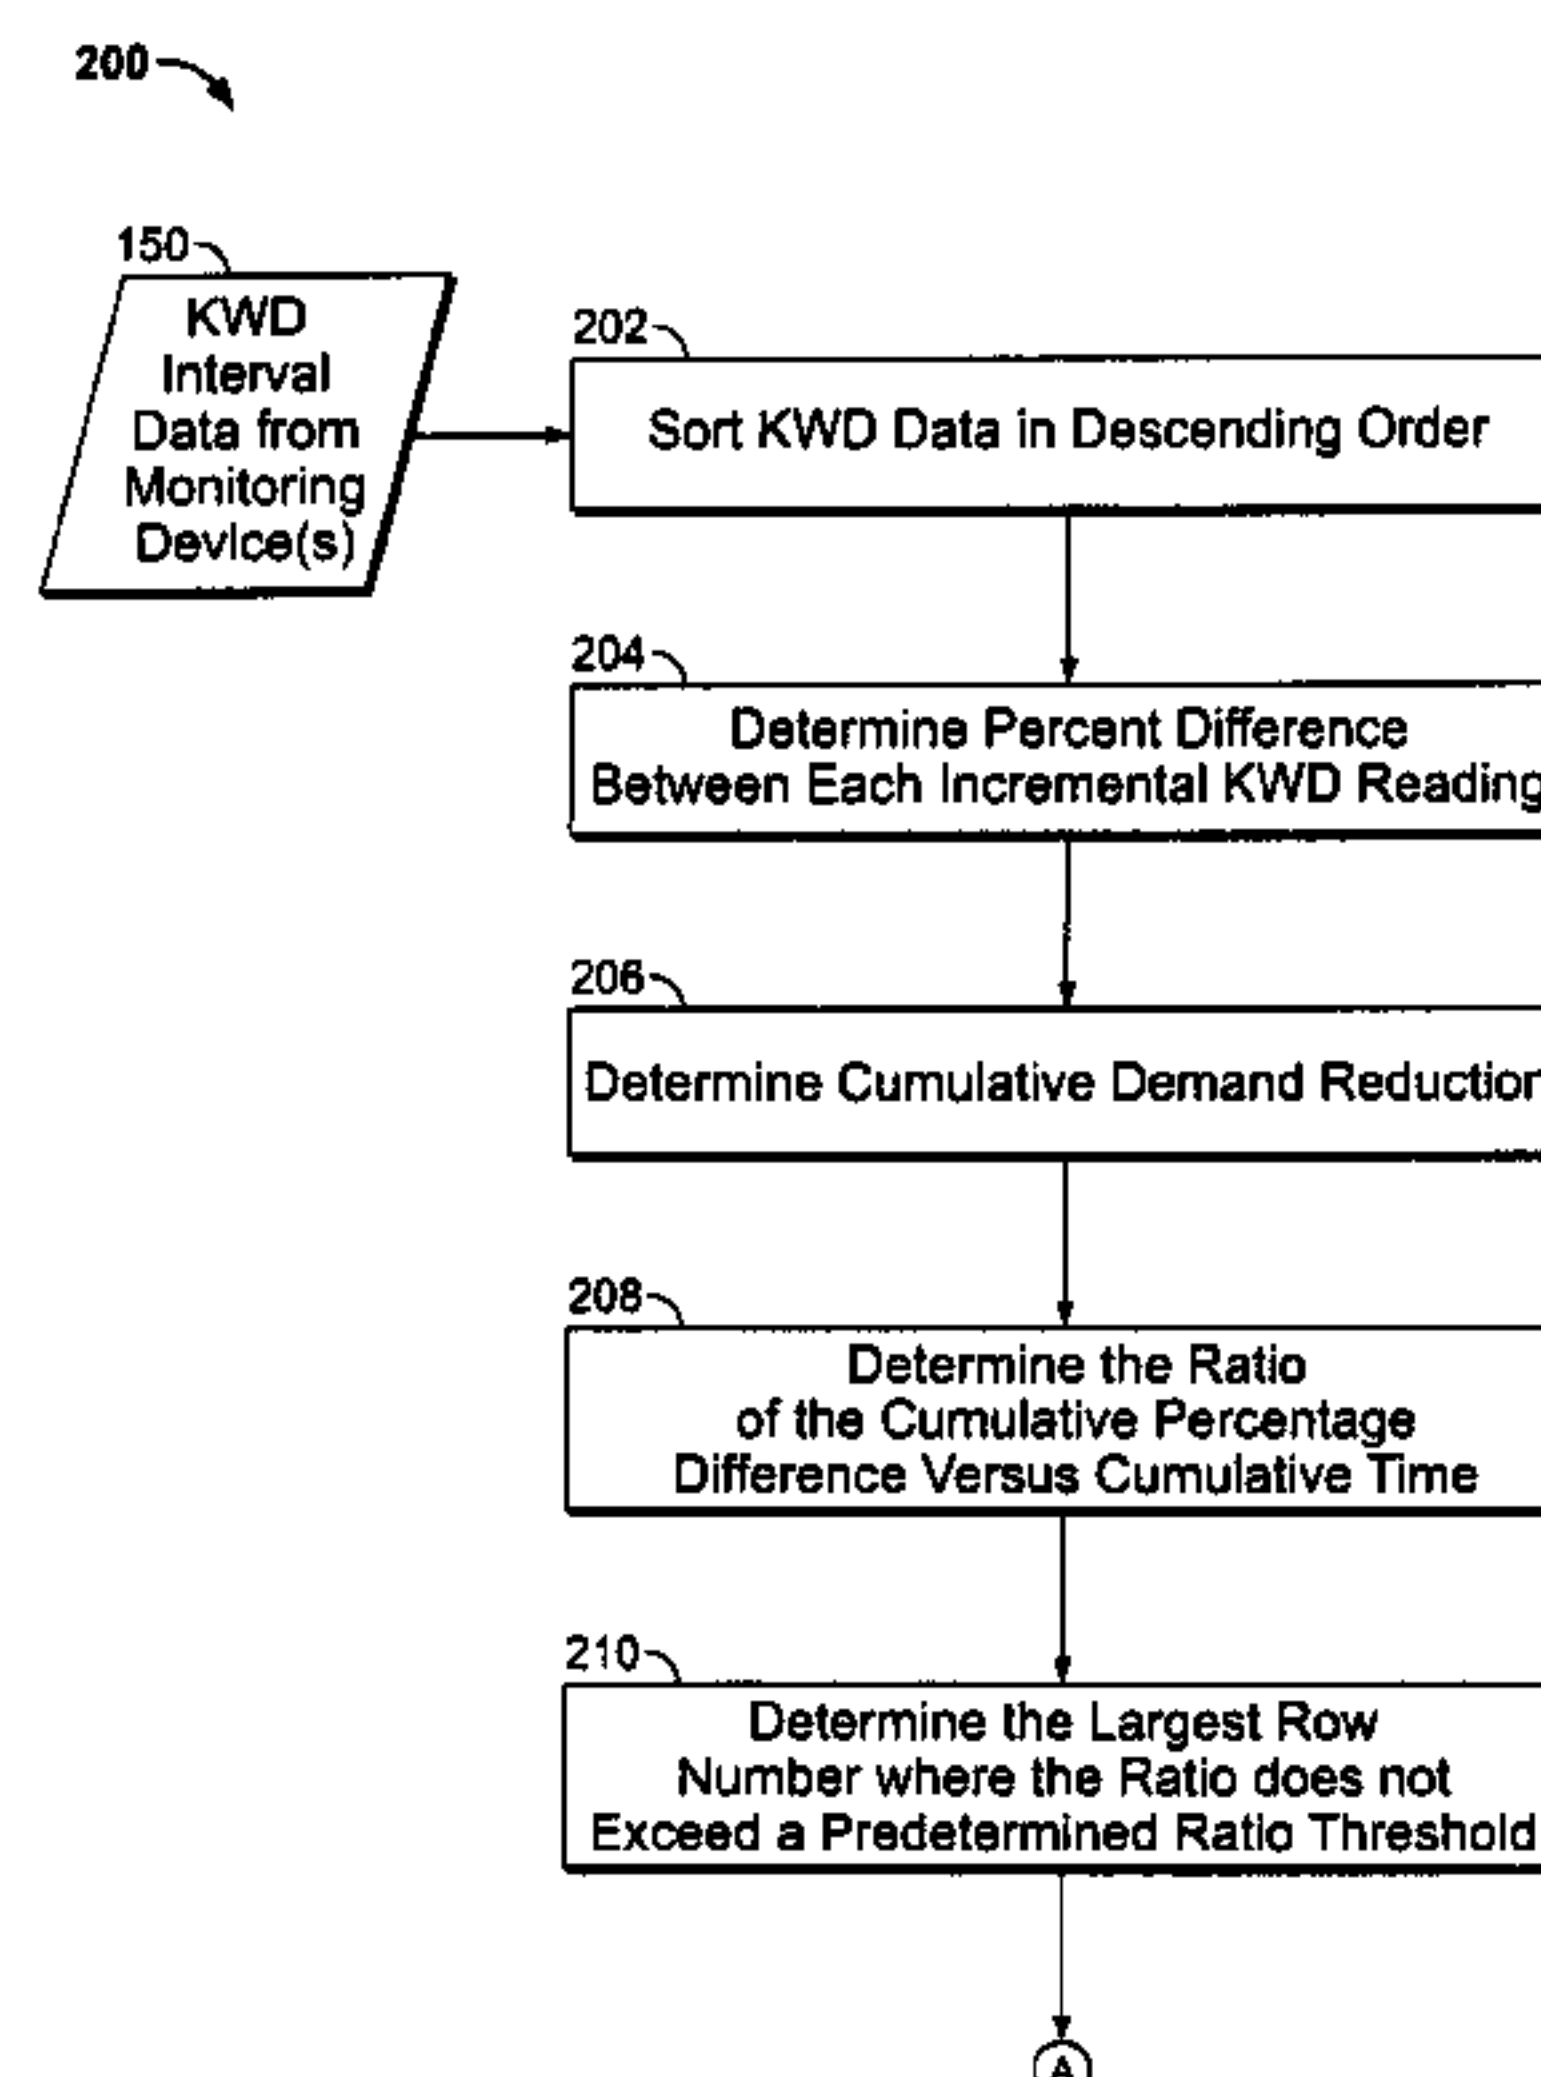 200
150
KWD
Interval
Data from
Monitoring
Device(s)
202
Sort KWD Data in Descending Order
204
Determine Percent Difference
Between Each Incremental KWD Reading
206
Determine Cumulative Demand Reduction
208
Determine the Ratio
of the Cumulative Percentage
Difference Versus Cumulative Time
210
Determine the Largest Row
Number where the Ratio does not
Exceed a Predetermined Ratio Threshold
A